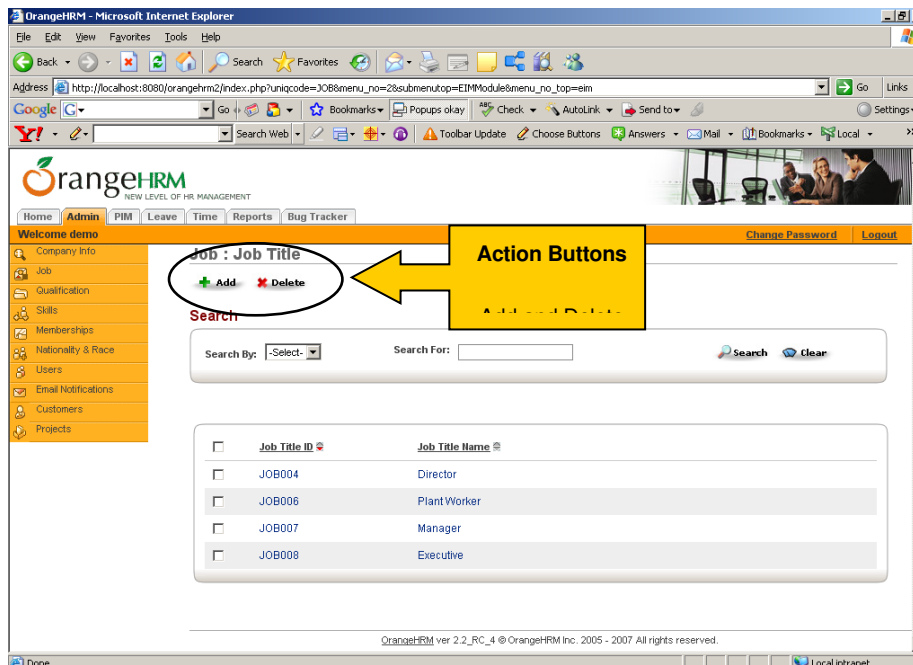 OrangeHRM - Microsoft Internet Explorer
File Edit View Favorites Tools Help
Back Search Favorites
Address http://localhost:8080/orangehrm2/index.php?uniqcode=JOB&menu_no=2&submenutop=EIMModule&menu_no_top=eim Go Links
Google G Go Bookmarks Popups okay Check AutoLink Send to Settings
Y! Search Web Toolbar Update Choose Buttons Answers Mail Bookmarks Local
OrangeHRM
NEW LEVEL OF HR MANAGEMENT
Home Admin PIM Leave Time Reports Bug Tracker
Welcome demo Change Password Logout
Company Info
Job
Qualification
Skills
Memberships
Nationality & Race
Users
Email Notifications
Customers
Projects
Job : Job Title
Add Delete
Action Buttons
Add and Delete
Search
Search By: -Select- Search For: Search Clear
Job Title ID Job Title Name
JOB004 Director
JOB006 Plant Worker
JOB007 Manager
JOB008 Executive
OrangeHRM ver 2.2_RC_4 © OrangeHRM Inc. 2005 - 2007 All rights reserved.
Done Local intranet